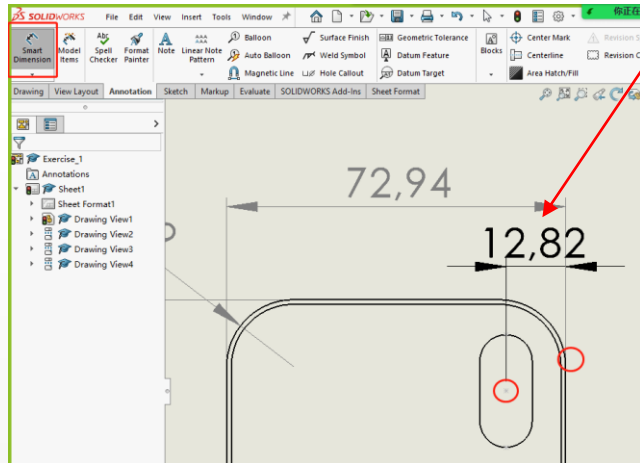 SOLIDWORKS File Edit View Insert Tools Window 你正在
Smart Dimension
Model Items
Spell Checker
Format Painter
Note
Linear Note Pattern
Balloon
Auto Balloon
Magnetic Line
Surface Finish
Weld Symbol
Hole Callout
Geometric Tolerance
Datum Feature
Datum Target
Blocks
Center Mark
Centerline
Area Hatch/Fill
Revision S
Revision C
Drawing View Layout Annotation Sketch Markup Evaluate SOLIDWORKS Add-Ins Sheet Format
Exercise_1
Annotations
Sheet1
Sheet Format1
Drawing View1
Drawing View2
Drawing View3
Drawing View4
72,94
12,82